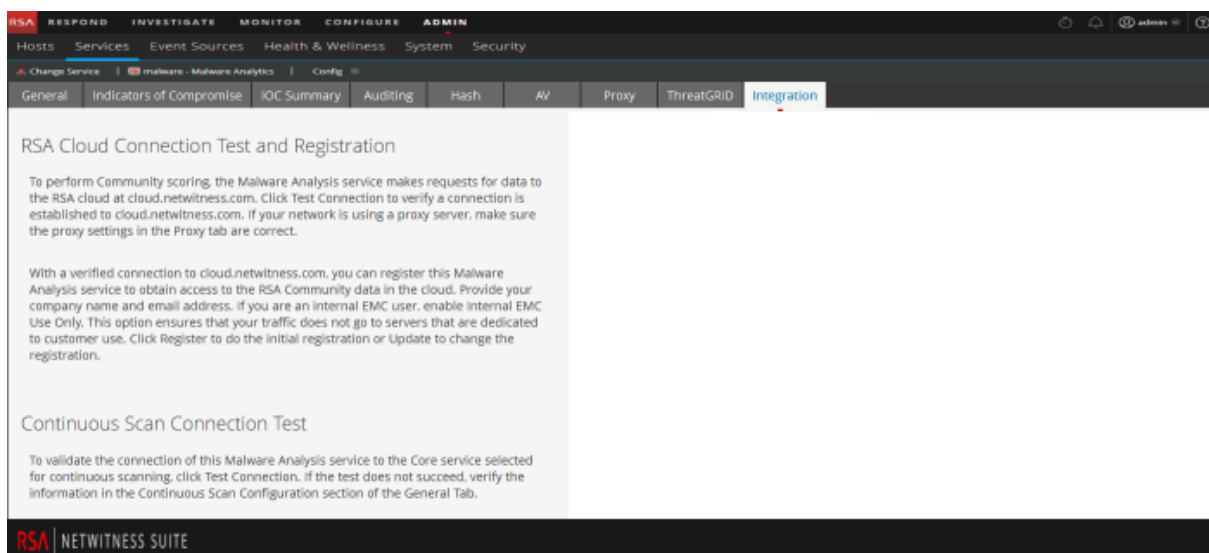 RSA RESPOND INVESTIGATE MONITOR CONFIGURE ADMIN admin
Hosts Services Event Sources Health & Wellness System Security
Change Service | malware - Malware Analytics | Config
General Indicators of Compromise IOC Summary Auditing Hash AV Proxy ThreatGRID Integration
RSA Cloud Connection Test and Registration
To perform Community scoring, the Malware Analysis service makes requests for data to
the RSA cloud at cloud.netwitness.com. Click Test Connection to verify a connection is
established to cloud.netwitness.com. If your network is using a proxy server, make sure
the proxy settings in the Proxy tab are correct.
With a verified connection to cloud.netwitness.com, you can register this Malware
Analysis service to obtain access to the RSA Community data in the cloud. Provide your
company name and email address. If you are an internal EMC user, enable Internal EMC
Use Only. This option ensures that your traffic does not go to servers that are dedicated
to customer use. Click Register to do the initial registration or Update to change the
registration.
Continuous Scan Connection Test
To validate the connection of this Malware Analysis service to the Core service selected
for continuous scanning, click Test Connection. If the test does not succeed, verify the
information in the Continuous Scan Configuration section of the General Tab.
RSA | NETWITNESS SUITE